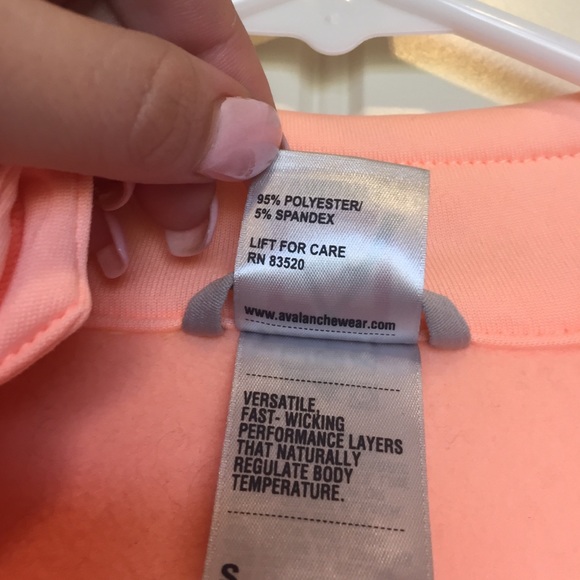 95% POLYESTER/
5% SPANDEX
LIFT FOR CARE
RN 83520
www.avalanchewear.com
VERSATILE,
FAST- WICKING
PERFORMANCE LAYERS
THAT NATURALLY
REGULATE BODY
TEMPERATURE.
S